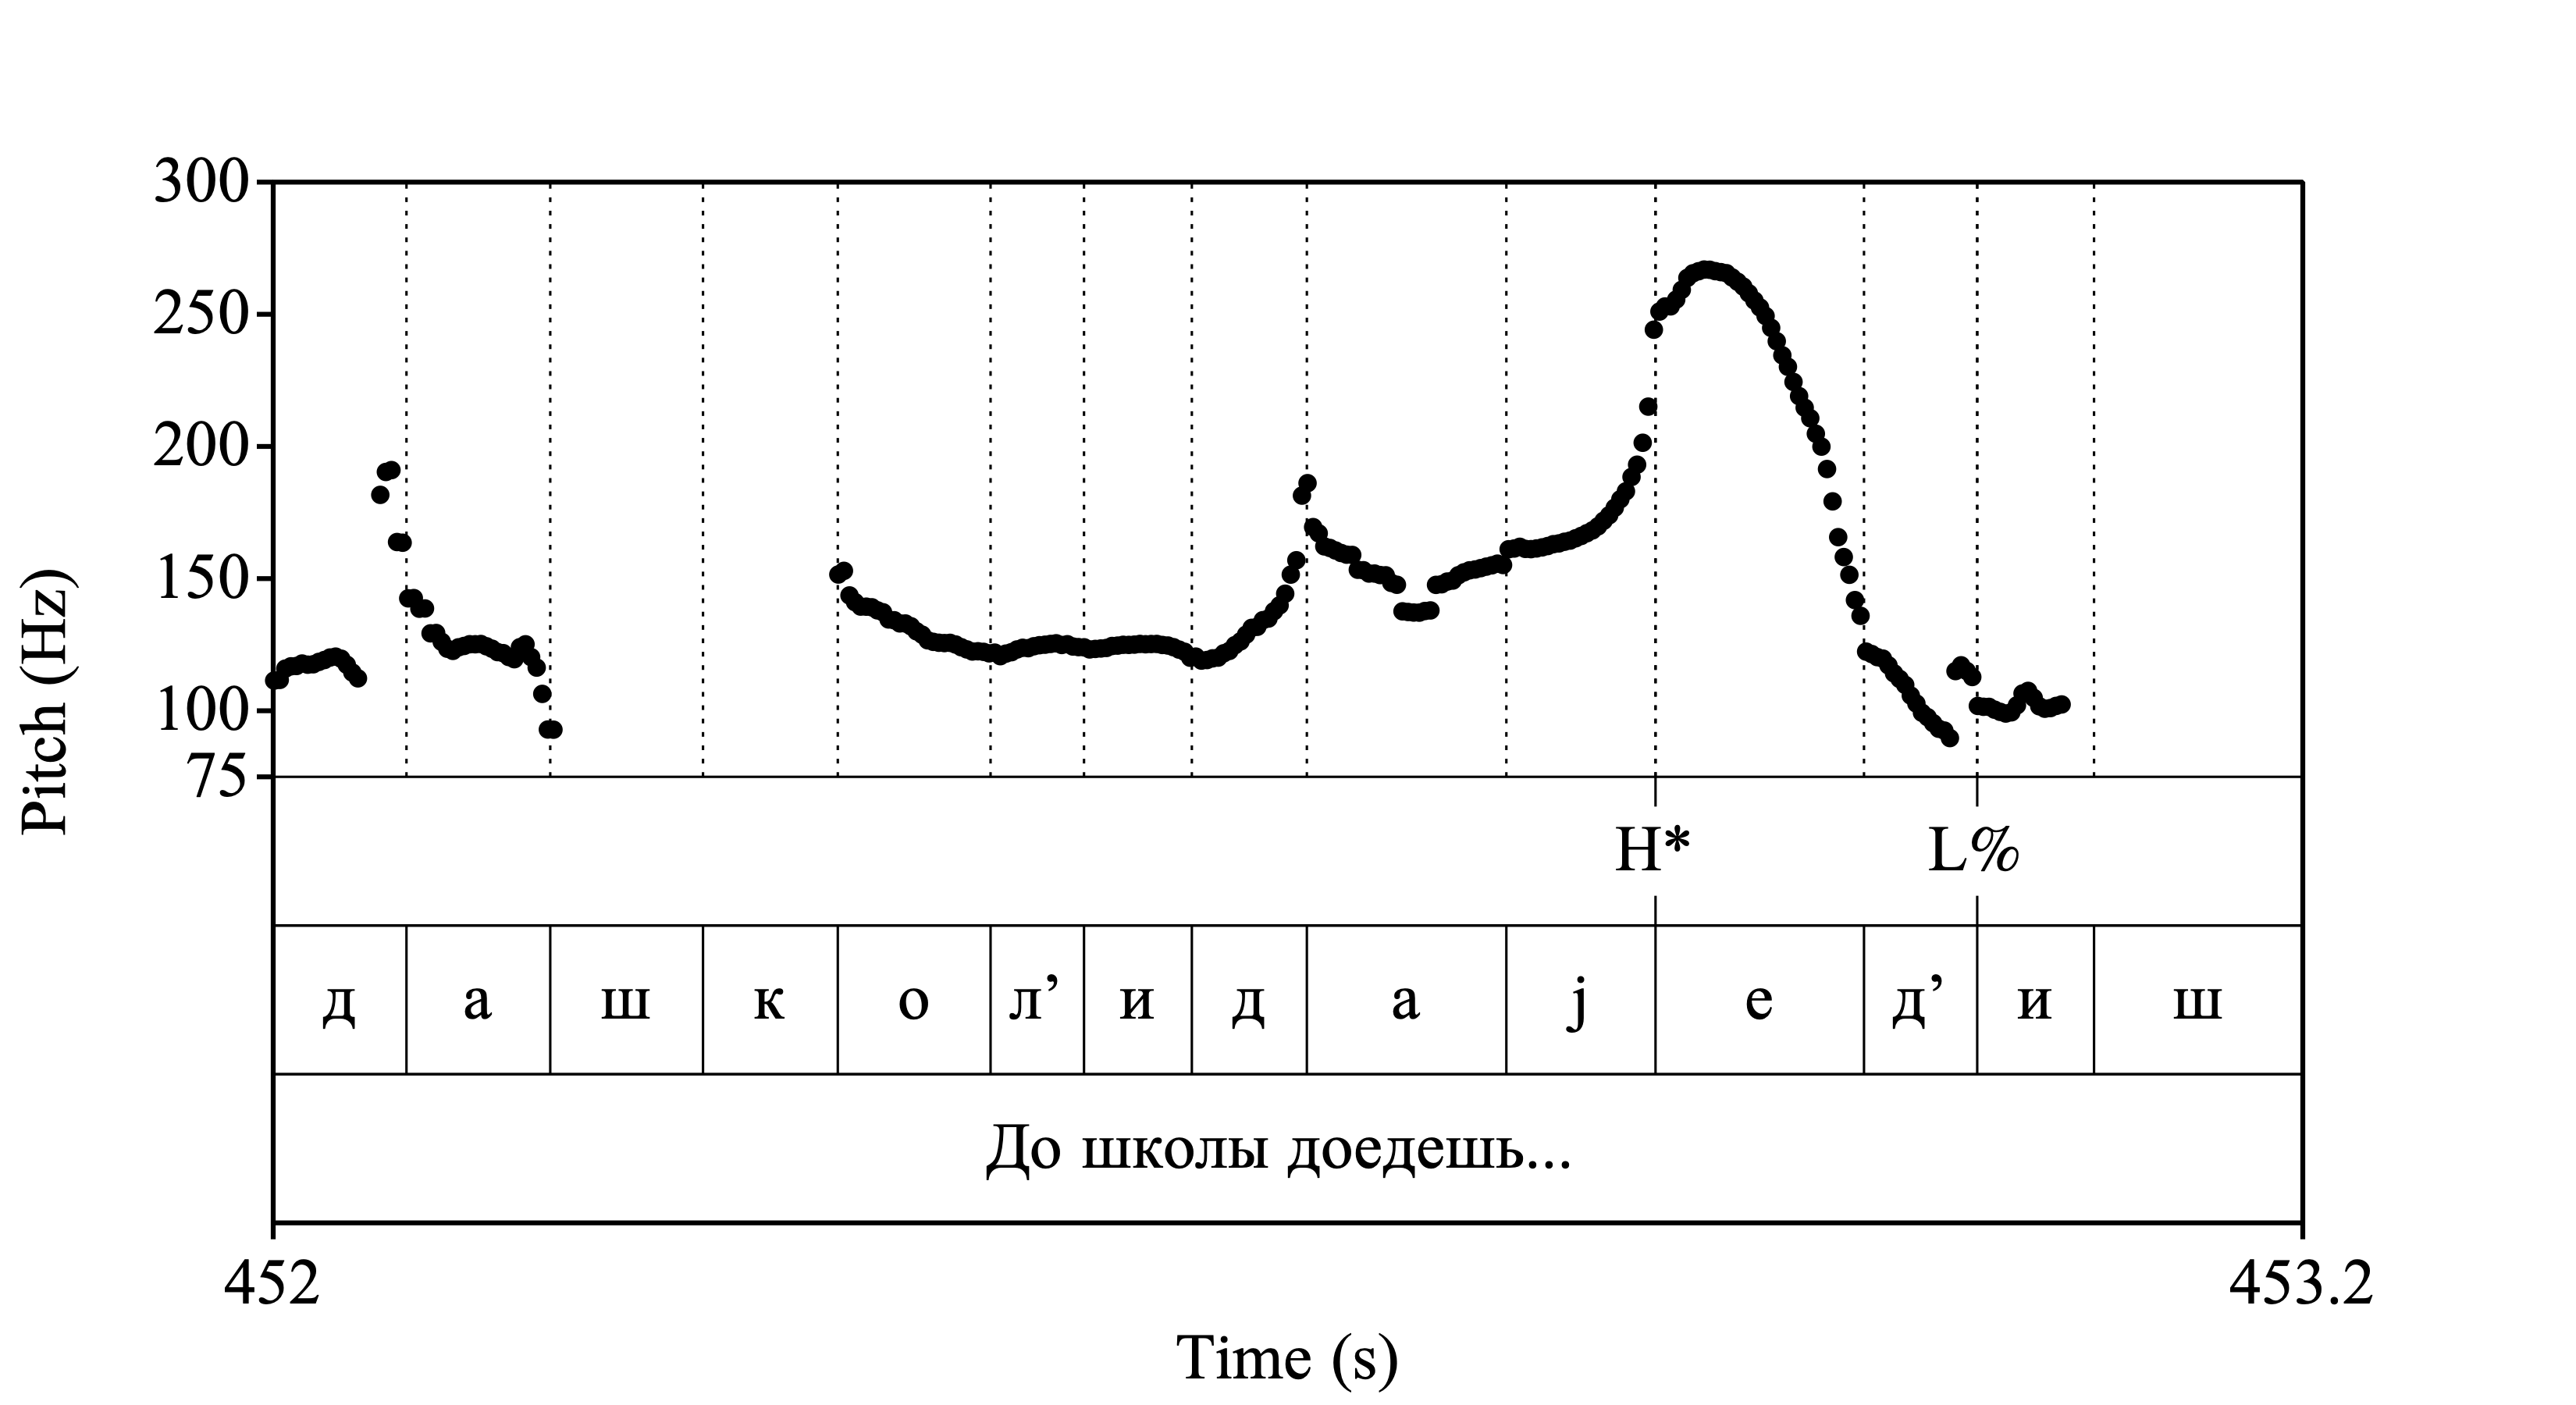 300
250
200
150
100
75
Pitch (Hz)
H* L%
д а ш к о л’ и д а j е д’ и ш
До школы доедешь...
452 453.2
Time (s)